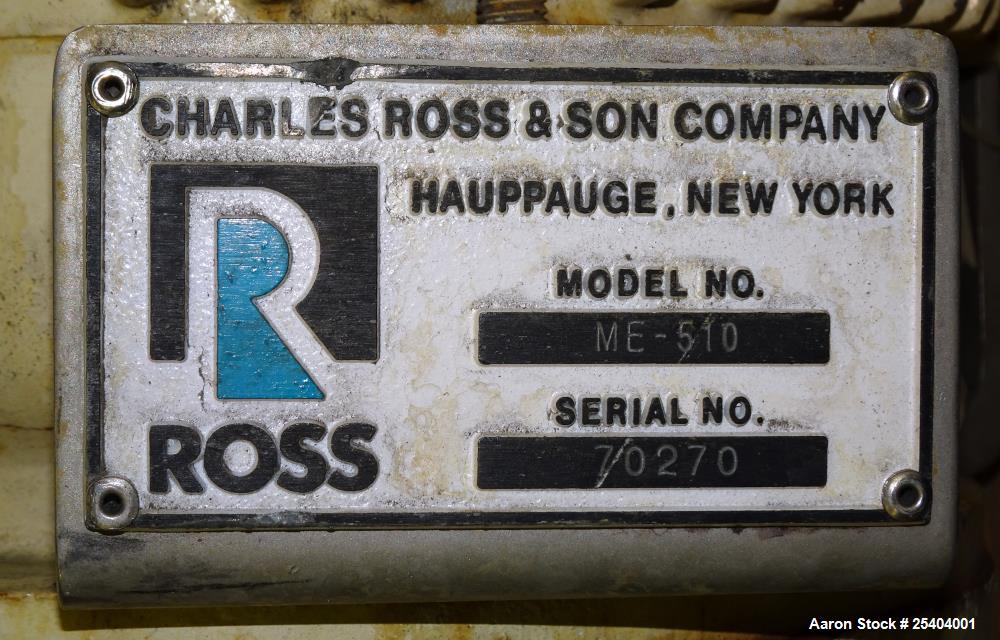 CHARLES ROSS & SON COMPANY
HAUPPAUGE, NEW YORK
MODEL NO.
ME-510
SERIAL NO.
70270
R
ROSS
Aaron Stock # 25404001